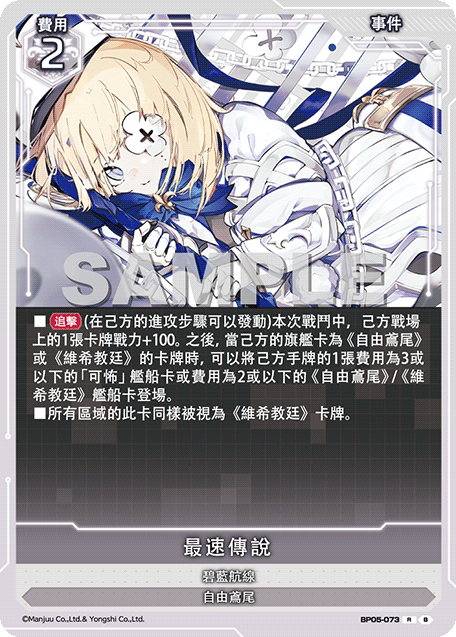 費用
2
事件
SAMPLE
■ 追擊 (在己方的進攻步驟可以發動)本次戰鬥中，己方戰場
上的1張卡牌戰力+100。之後，當己方的旗艦卡為《自由鳶尾》
或《維希教廷》的卡牌時，可以將己方手牌的1張費用為3或
以下的「可怖」艦船卡或費用為2或以下的《自由鳶尾》/《維
希教廷》艦船卡登場。
■所有區域的此卡同樣被視為《維希教廷》卡牌。
最速傳說
碧藍航線
自由鳶尾
©Manjuu Co.,Ltd.& Yongshi Co.,Ltd.
BP05-073 R B